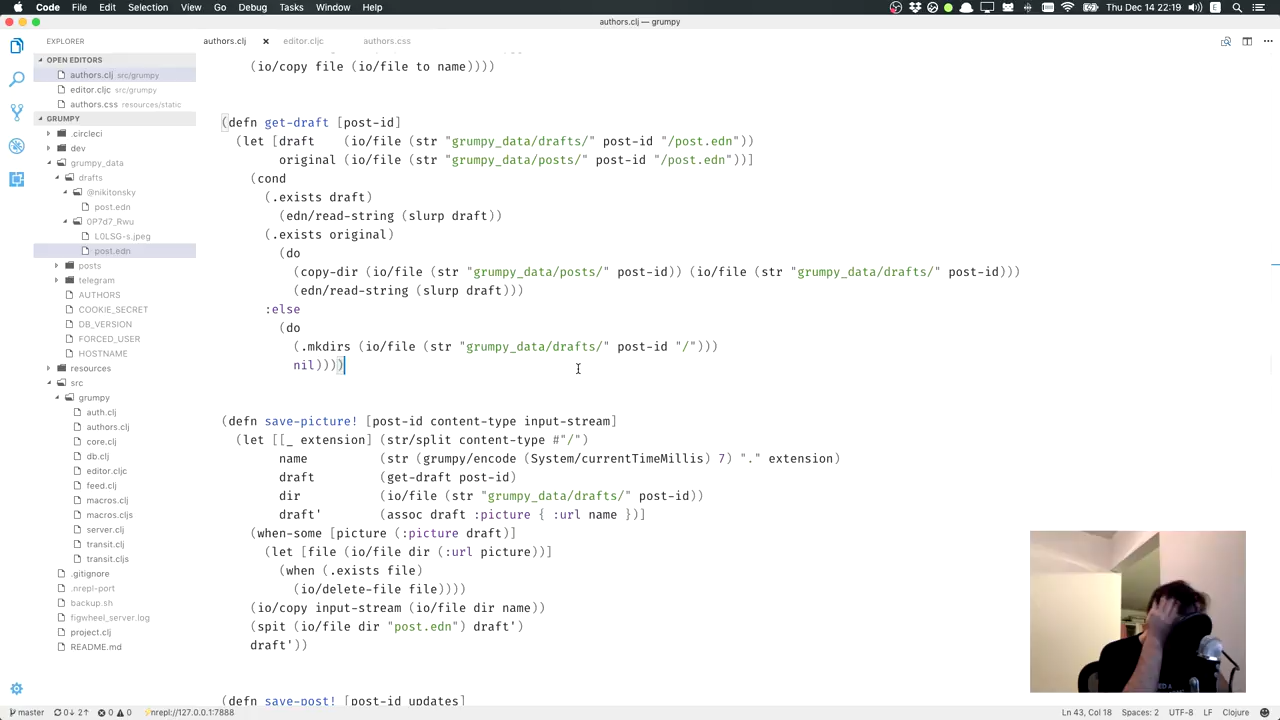 Code File Edit Selection View Go Debug Window Help
Thu Dec 14 22:19
E
authors.clj — grumpy
EXPLORER
authors.clj
editor.cljc
authors.css
OPEN EDITORS
authors.clj src/grumpy
editor.cljc src/grumpy
authors.css resources/static
GRUMPY
.circleci
dev
grumpy_data
drafts
@nikitonsky
post.edn
0P7d7_Rwu
L0LSG-s.jpeg
post.edn
posts
telegram
AUTHORS
COOKIE_SECRET
DB_VERSION
FORCED_USER
HOSTNAME
resources
src
grumpy
auth.clj
authors.clj
core.clj
db.clj
editor.cljc
feed.clj
macros.clj
macros.cljs
server.clj
transit.clj
transit.cljs
.gitignore
.nrepl-port
backup.sh
figwheel_server.log
project.clj
README.md
(io/copy file (io/file to name))))
(defn get-draft [post-id]
(let [draft    (io/file (str "grumpy_data/drafts/" post-id "/post.edn"))
original (io/file (str "grumpy_data/posts/" post-id "/post.edn"))]
(cond
(.exists draft)
(edn/read-string (slurp draft))
(.exists original)
(do
(copy-dir (io/file (str "grumpy_data/posts/" post-id)) (io/file (str "grumpy_data/drafts/" post-id)))
(edn/read-string (slurp draft)))
:else
(do
(.mkdirs (io/file (str "grumpy_data/drafts/" post-id "/")))
nil))))
(defn save-picture! [post-id content-type input-stream]
(let [[_ extension] (str/split content-type #"/")
name          (str (grumpy/encode (System/currentTimeMillis) 7) "." extension)
draft         (get-draft post-id)
dir           (io/file (str "grumpy_data/drafts/" post-id))
draft'        (assoc draft :picture { :url name })]
(when-some [picture (:picture draft)]
(let [file (io/file dir (:url picture))]
(when (.exists file)
(io/delete-file file))))
(io/copy input-stream (io/file dir name))
(spit (io/file dir "post.edn") draft')
draft'))
(defn save-post! [post-id updates]
master 0↓ 2↑ 0 0 nrepl://127.0.0.1:7888
Ln 43, Col 18 Spaces: 2 UTF-8 LF Clojure